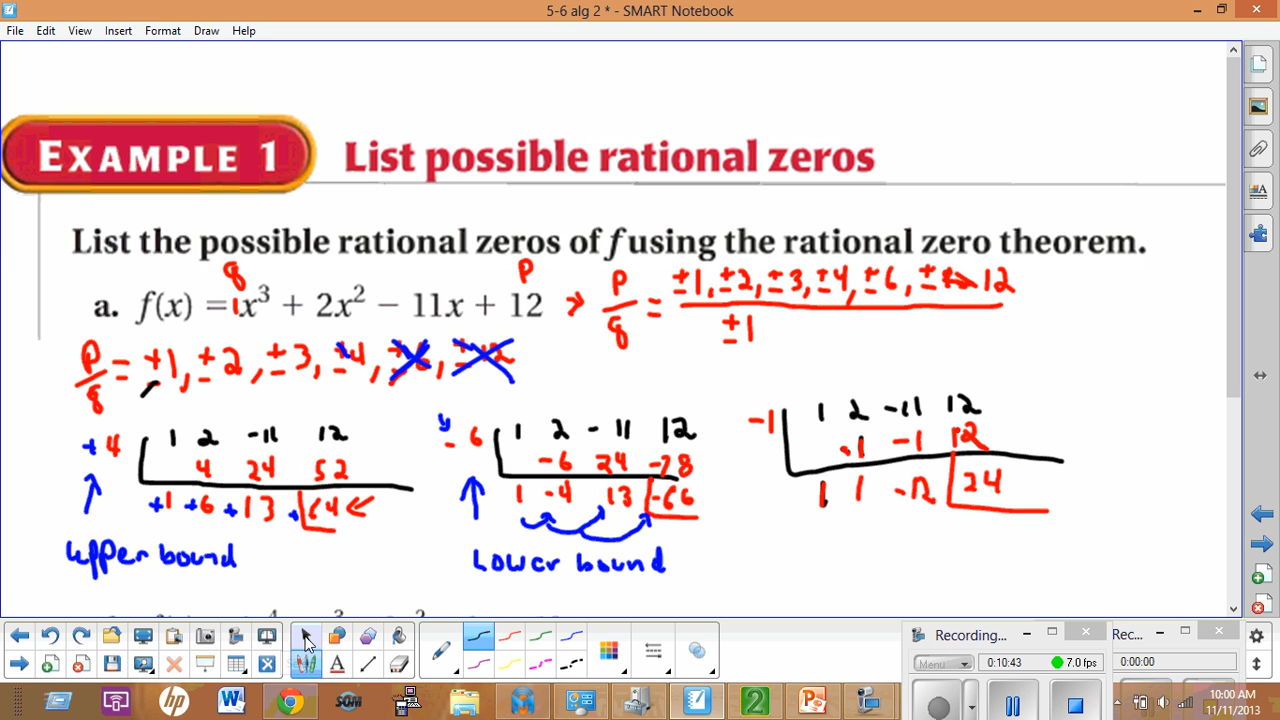 5-6 alg 2 * - SMART Notebook
File Edit View Insert Format Draw Help
EXAMPLE 1 List possible rational zeros
List the possible rational zeros of f using the rational zero theorem.
q p
a. f(x) = 1x³ + 2x² − 11x + 12 → p/q = ±1, ±2, ±3, ±4, ±6, ±12 / ±1
p/q = ±1, ±2, ±3, ±4, ±6, ±12
+4 1 2 -11 12
4 24 52
+1 +6 +13 +64
-6 1 2 -11 12
-6 24 -78
1 -4 13 -66
-1 1 2 -11 12
-1 -1 12
1 1 -12 24
upper bound
Lower bound
Recording...
Menu 0:10:43 7.0 fps
Rec...
0:00:00
10:00 AM
11/11/2013